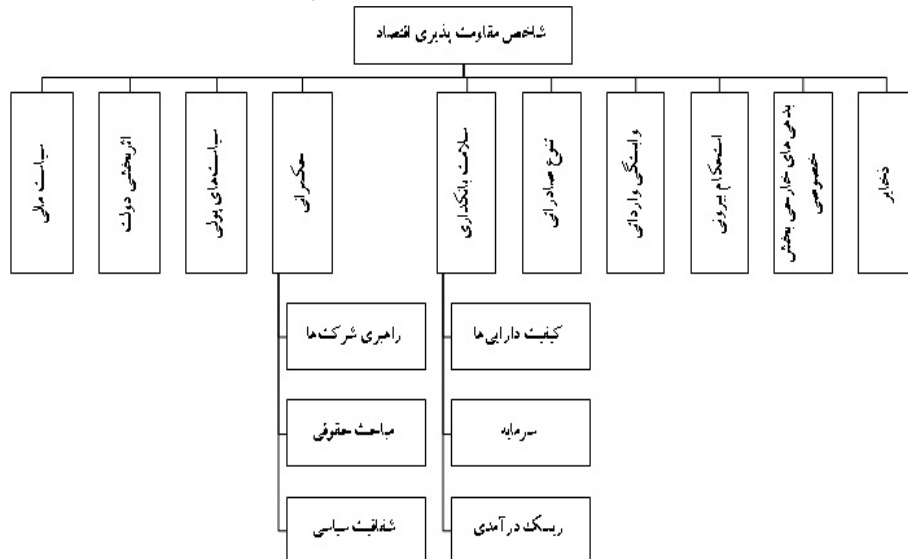 شاخص مقاومت پذیری اقتصاد
ذخایر
بدهی‌های خارجی بخش
خصوصی
استحکام بیرونی
وابستگی وارداتی
تنوع صادراتی
سلامت بانکداری
حکمرانی
سیاست‌های پولی
اثربخشی دولت
سیاست مالی
کیفیت دارایی‌ها
سرمایه
ریسک درآمدی
راهبری شرکت‌ها
مباحث حقوقی
شفافیت سیاسی